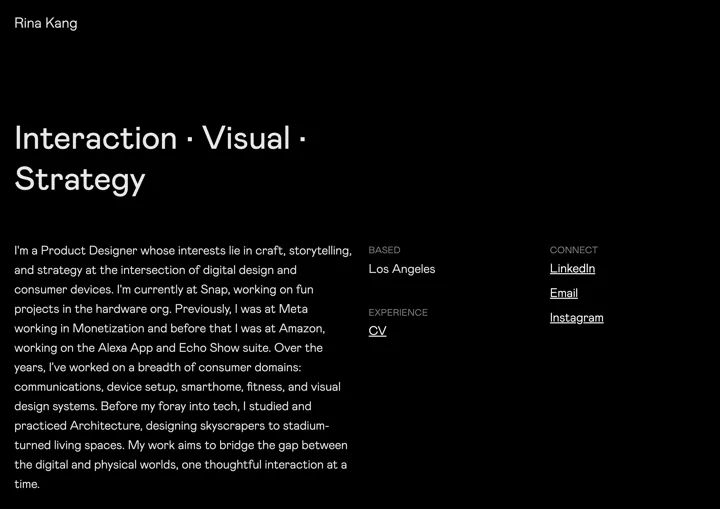 Rina Kang
Interaction · Visual ·
Strategy
I'm a Product Designer whose interests lie in craft, storytelling,
and strategy at the intersection of digital design and
consumer devices. I'm currently at Snap, working on fun
projects in the hardware org. Previously, I was at Meta
working in Monetization and before that I was at Amazon,
working on the Alexa App and Echo Show suite. Over the
years, I've worked on a breadth of consumer domains:
communications, device setup, smarthome, fitness, and visual
design systems. Before my foray into tech, I studied and
practiced Architecture, designing skyscrapers to stadium-
turned living spaces. My work aims to bridge the gap between
the digital and physical worlds, one thoughtful interaction at a
time.
BASED
Los Angeles
EXPERIENCE
CV
CONNECT
LinkedIn
Email
Instagram